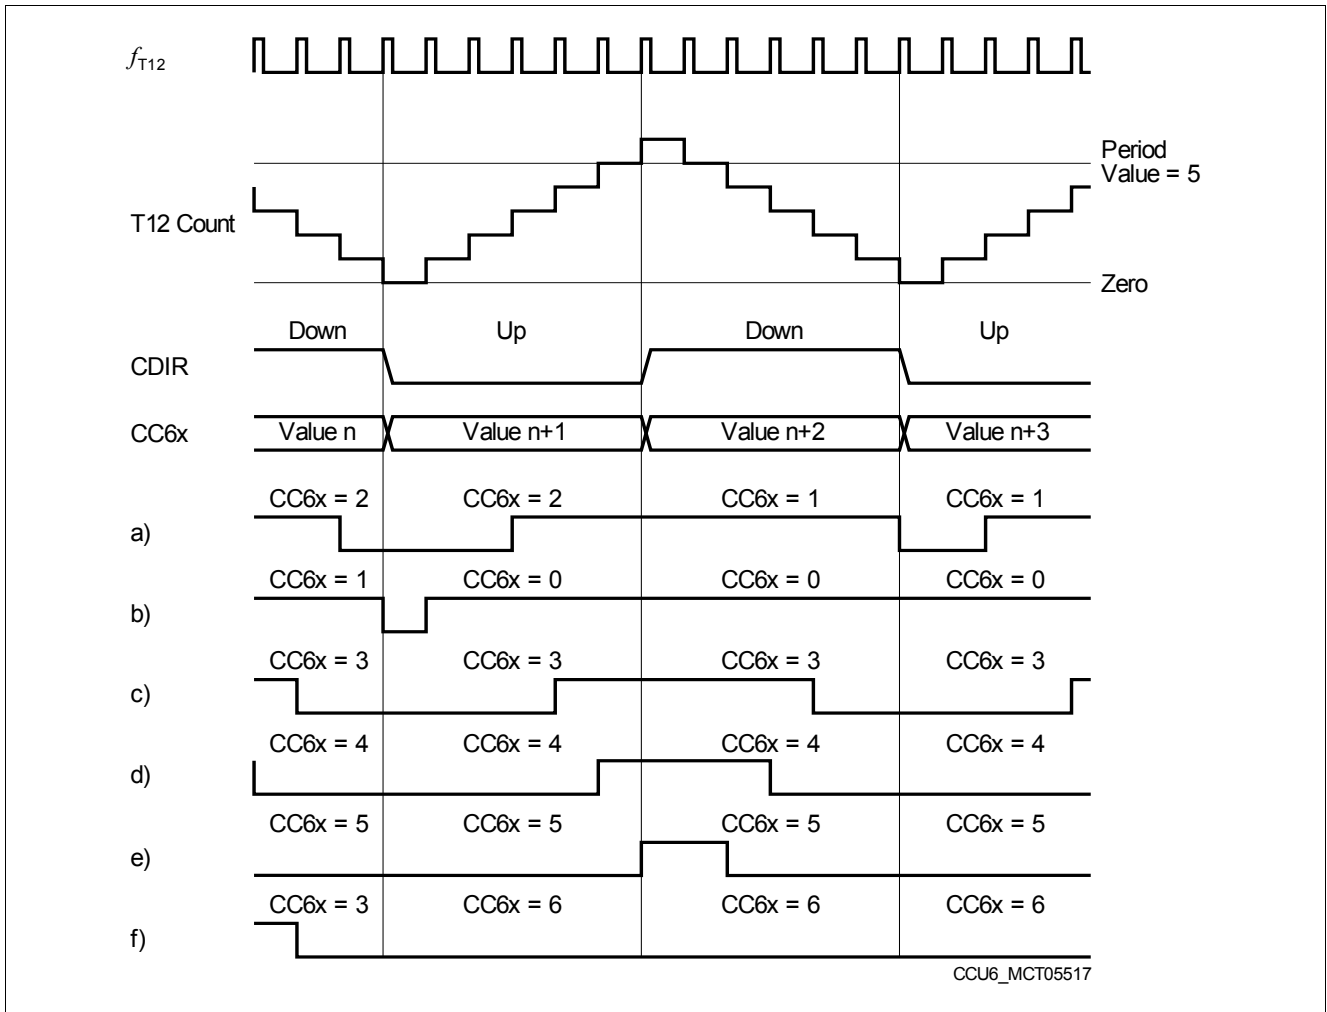 fT12
Period
Value = 5
T12 Count
Zero
Down Up Down Up
CDIR
CC6x Value n Value n+1 Value n+2 Value n+3
CC6x = 2 CC6x = 2 CC6x = 1 CC6x = 1
a)
CC6x = 1 CC6x = 0 CC6x = 0 CC6x = 0
b)
CC6x = 3 CC6x = 3 CC6x = 3 CC6x = 3
c)
CC6x = 4 CC6x = 4 CC6x = 4 CC6x = 4
d)
CC6x = 5 CC6x = 5 CC6x = 5 CC6x = 5
e)
CC6x = 3 CC6x = 6 CC6x = 6 CC6x = 6
f)
CCU6_MCT05517